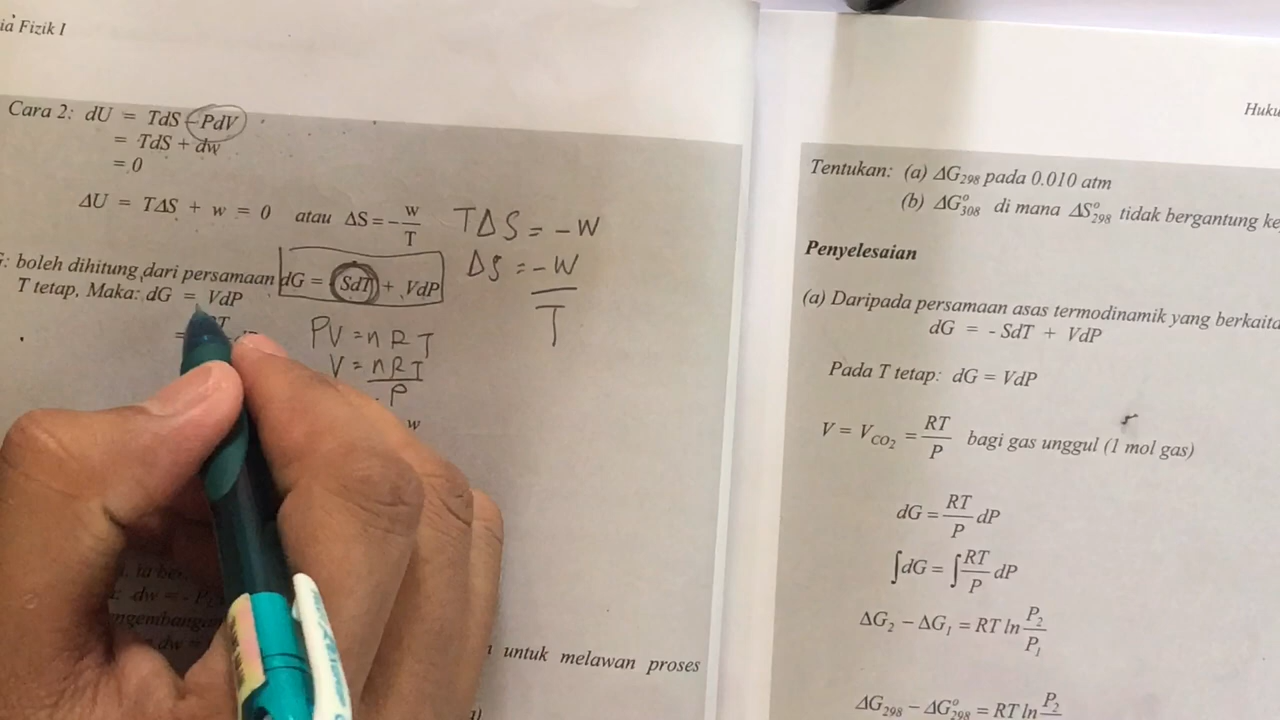 Fizik I
Cara 2: dU = TdS - PdV
= TdS + dw
= 0
ΔU = TΔS + w = 0 atau ΔS = - w/T
TΔS = -W
ΔS = -W/T
G: boleh dihitung dari persamaan dG = SdT + VdP
T tetap, Maka: dG = VdP
PV = nRT
V = nRT/P
w
untuk melawan proses
Tentukan: (a) ΔG298 pada 0.010 atm
(b) ΔG°308 di mana ΔS°298 tidak bergantung
Penyelesaian
(a) Daripada persamaan asas termodinamik yang berkaita
dG = - SdT + VdP
Pada T tetap: dG = VdP
V = VCO2 = RT/P bagi gas unggul (1 mol gas)
dG = RT/P dP
∫dG = ∫RT/P dP
ΔG2 – ΔG1 = RT ln P2/P1
ΔG298 – ΔG°298 = RT ln P2